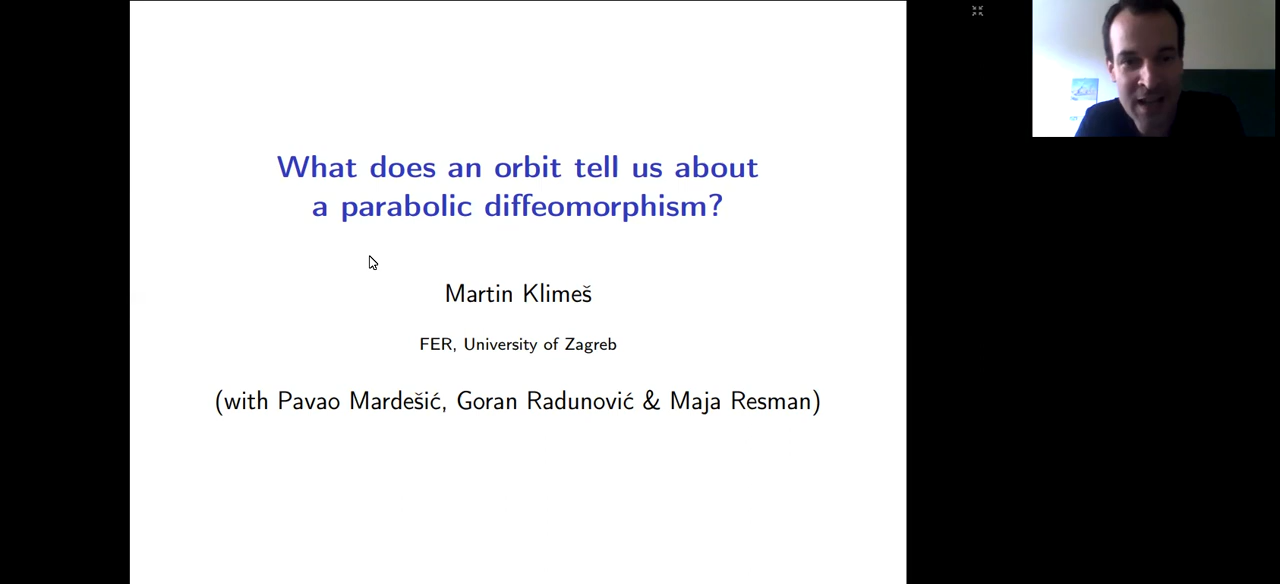 What does an orbit tell us about
a parabolic diffeomorphism?
Martin Klimeš
FER, University of Zagreb
(with Pavao Mardešić, Goran Radunović & Maja Resman)